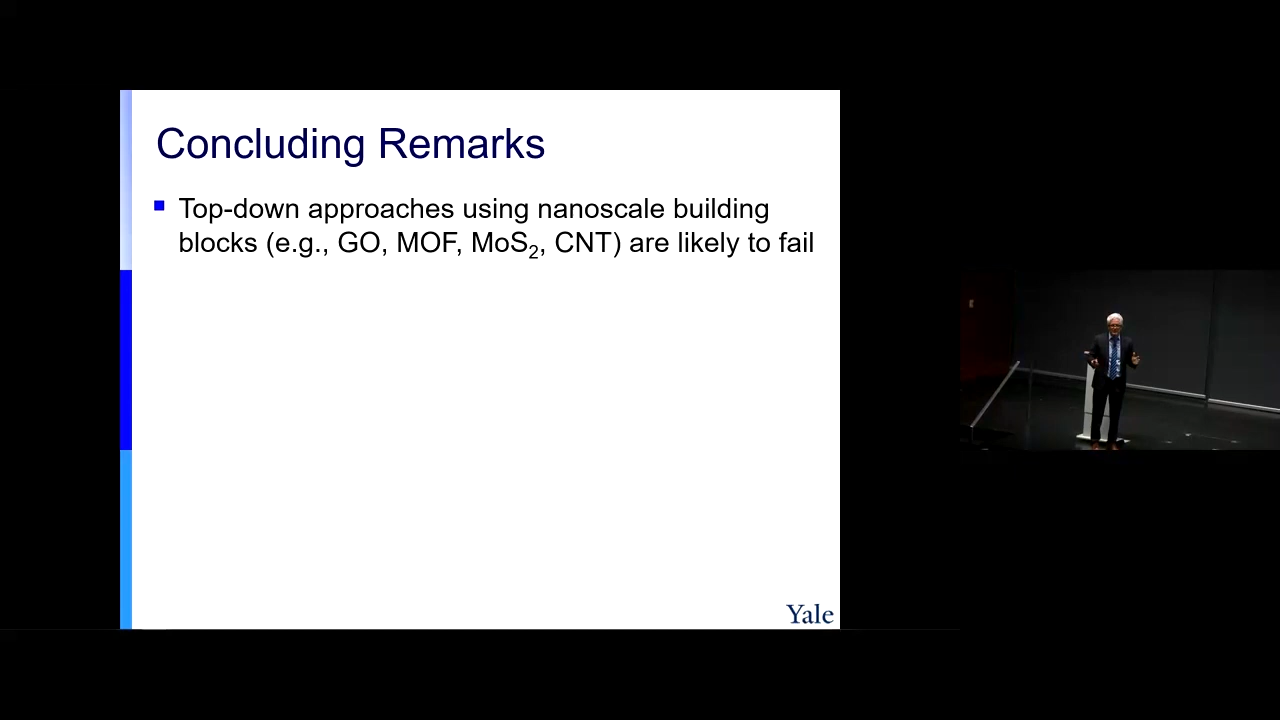 Concluding Remarks
Top-down approaches using nanoscale building
blocks (e.g., GO, MOF, MoS₂, CNT) are likely to fail
Yale